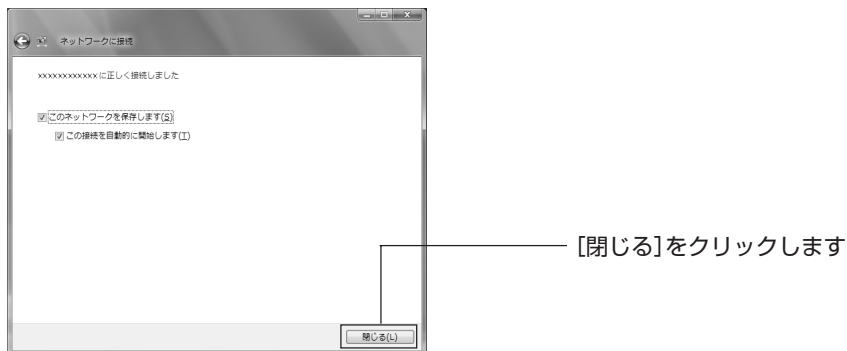 ネットワークに接続
xxxxxxxxxxxx に正しく接続しました
このネットワークを保存します(S)
この接続を自動的に開始します(T)
[閉じる]をクリックします
閉じる(L)